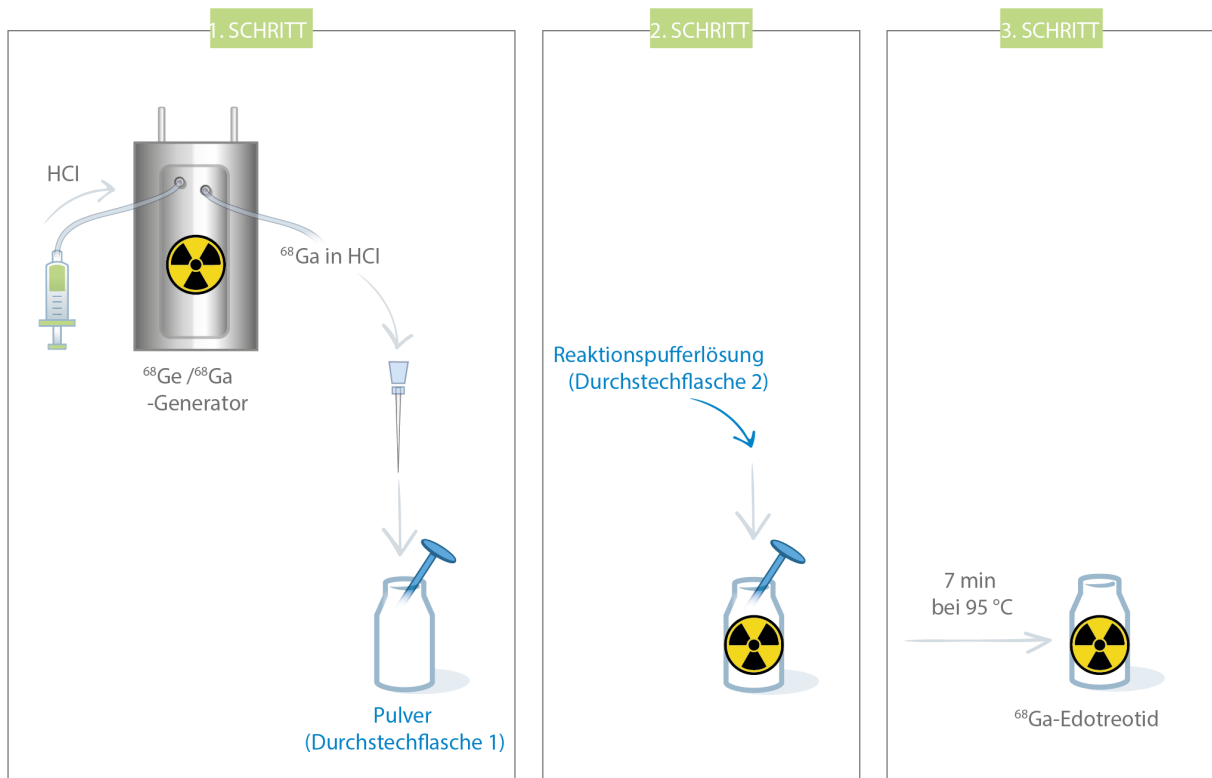 1. SCHRITT
HCl
⁶⁸Ga in HCl
⁶⁸Ge /⁶⁸Ga
-Generator
Pulver
(Durchstechflasche 1)
2. SCHRITT
Reaktionspufferlösung
(Durchstechflasche 2)
3. SCHRITT
7 min
bei 95 °C
⁶⁸Ga-Edotreotid